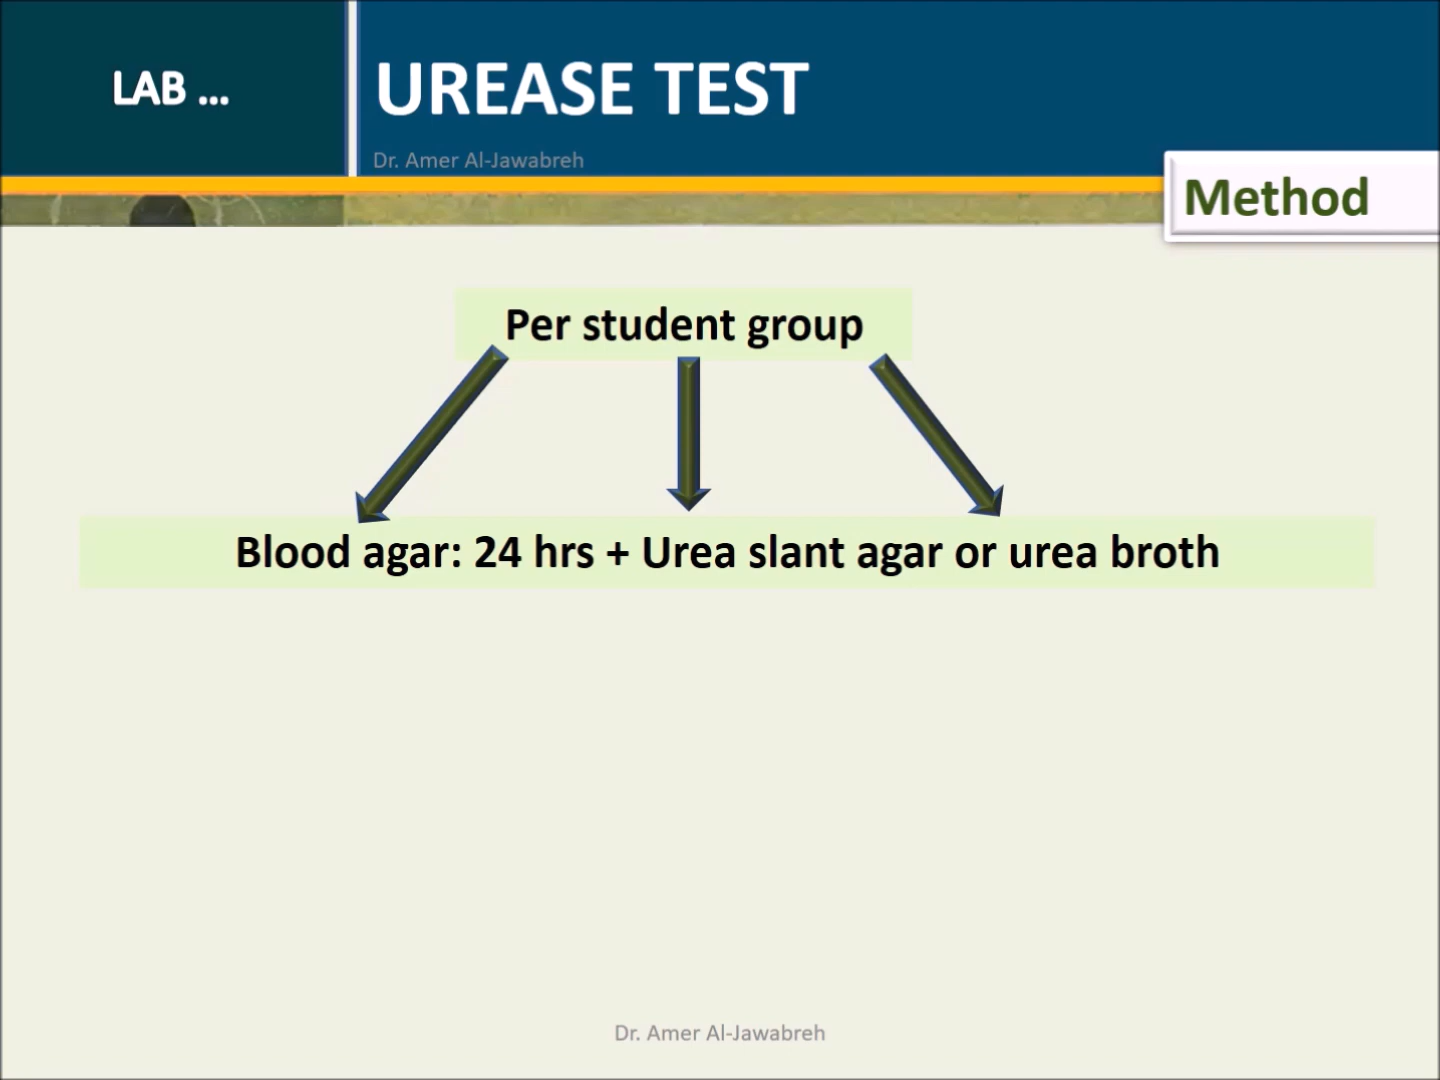 LAB ...
UREASE TEST
Dr. Amer Al-Jawabreh
Method
Per student group
Blood agar: 24 hrs + Urea slant agar or urea broth
Dr. Amer Al-Jawabreh